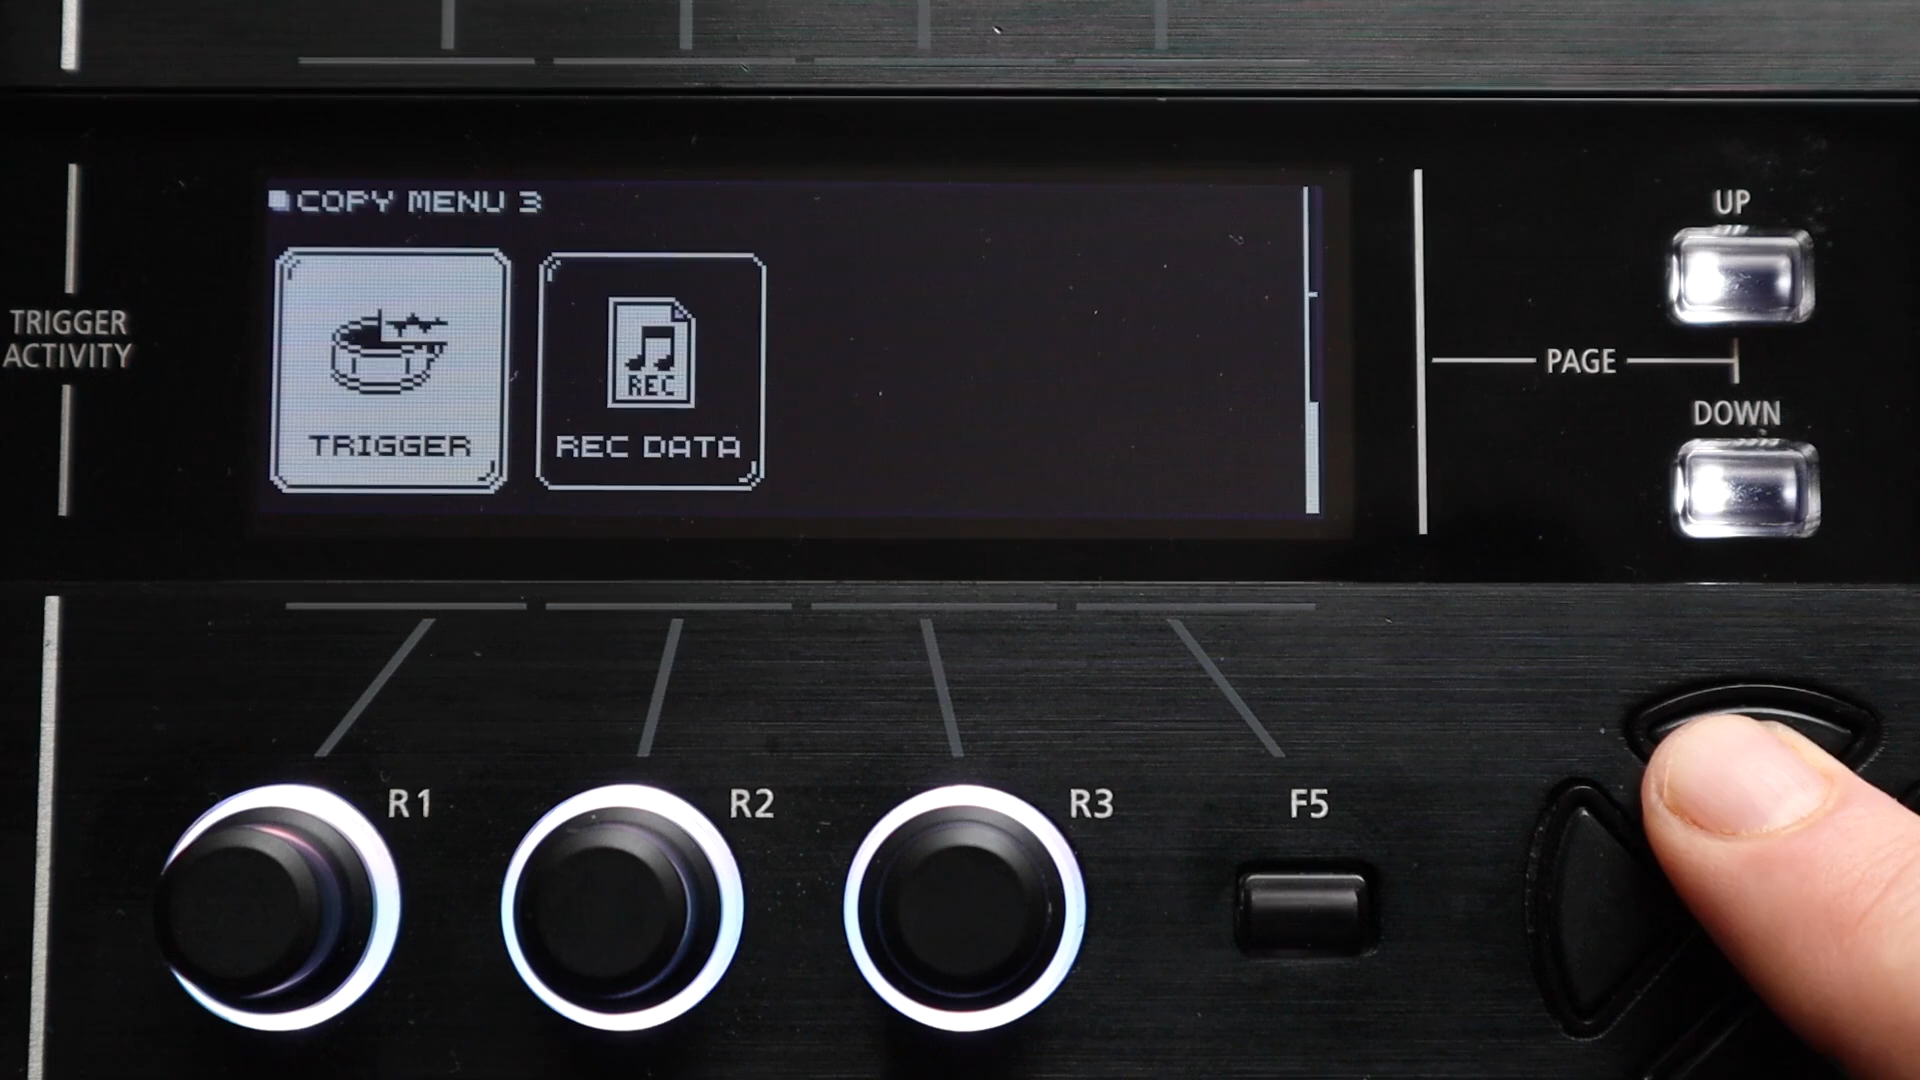 COPY MENU 3
TRIGGER
REC
REC DATA
TRIGGER
ACTIVITY
UP
PAGE
DOWN
R1
R2
R3
F5